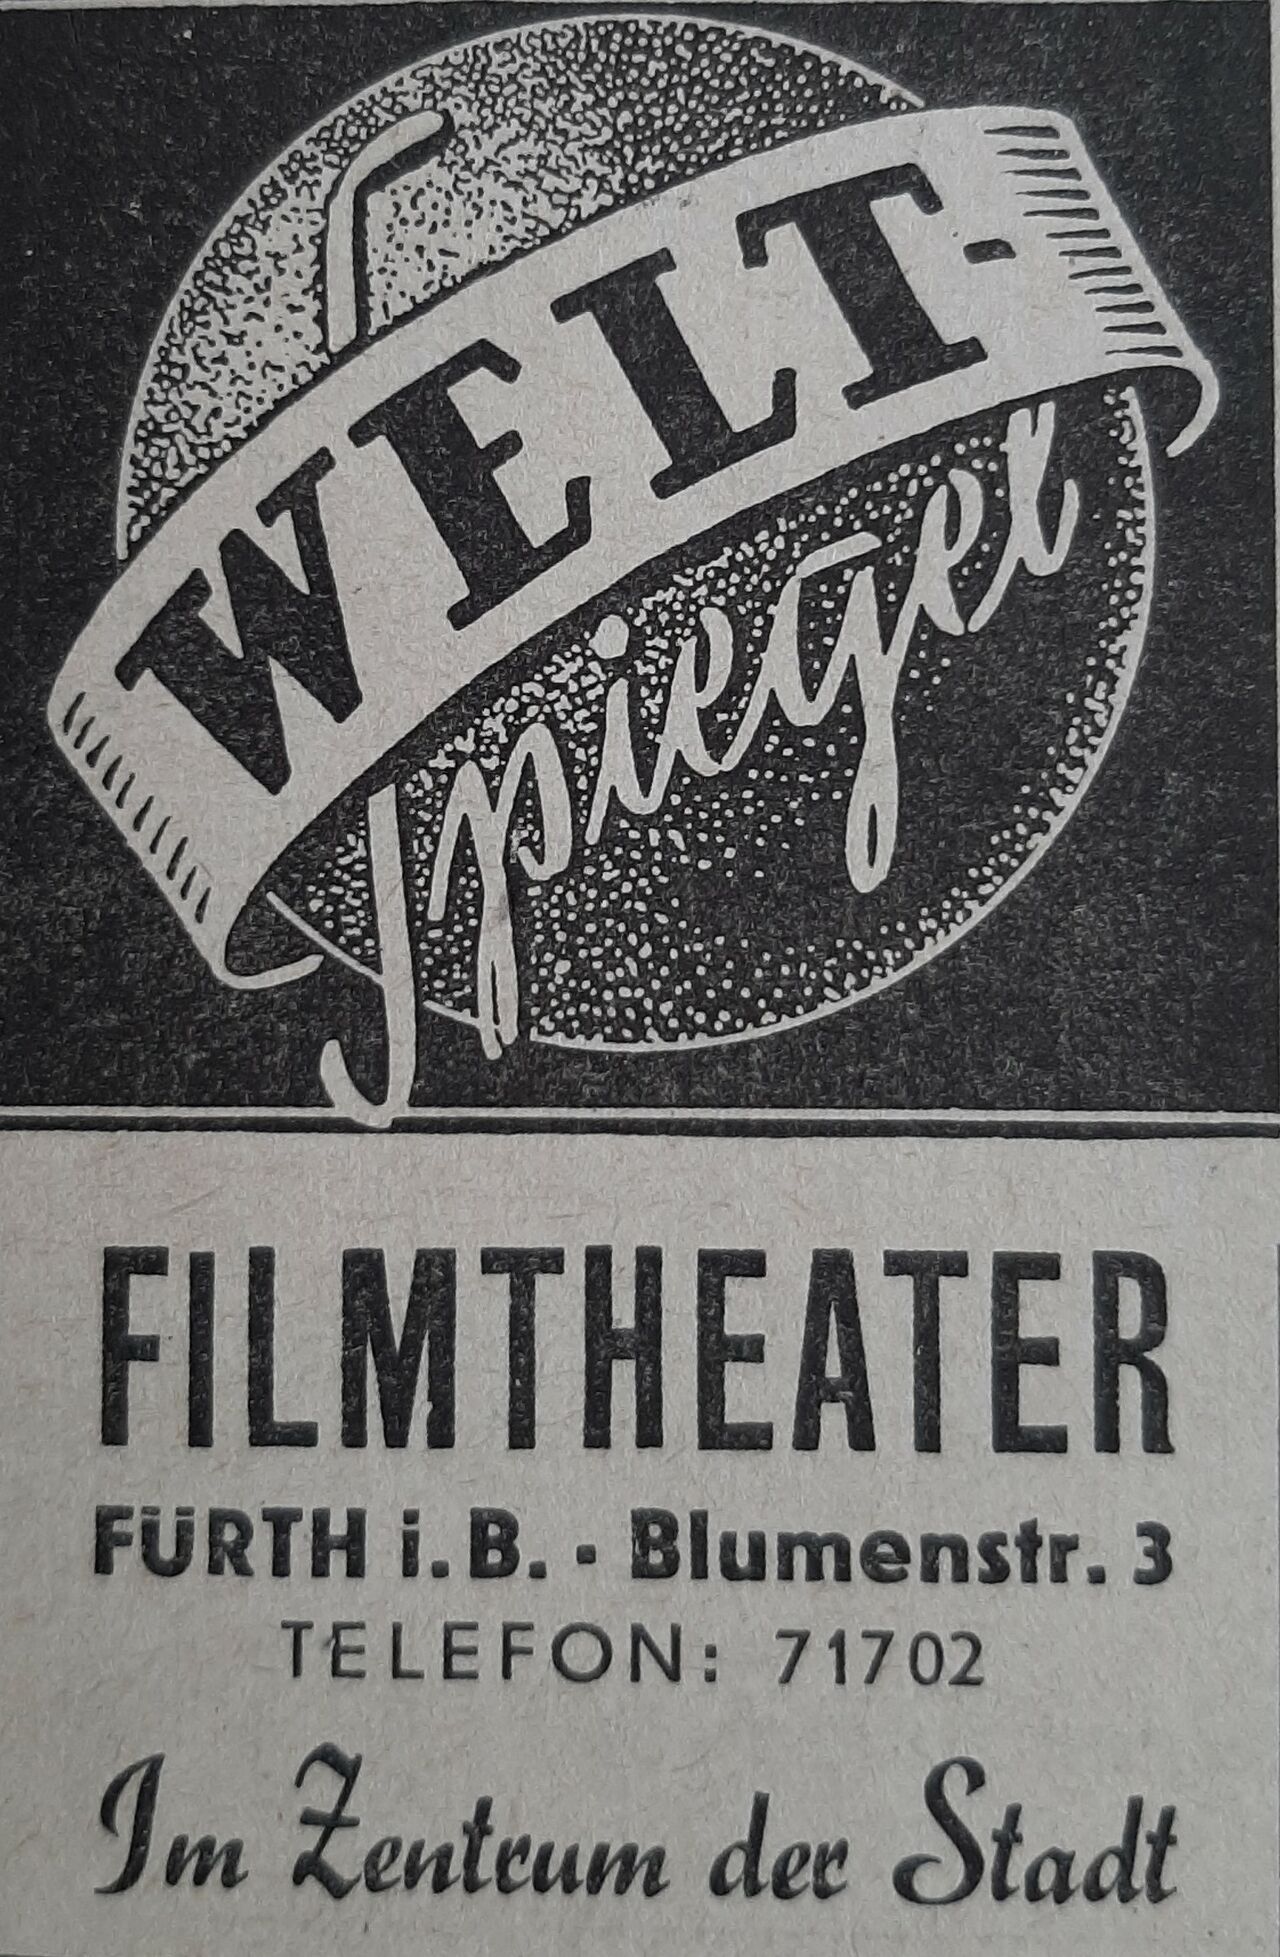 WELT-
Spiegel
FILMTHEATER
FÜRTH i.B. - Blumenstr. 3
TELEFON: 71702
Im Zentrum der Stadt